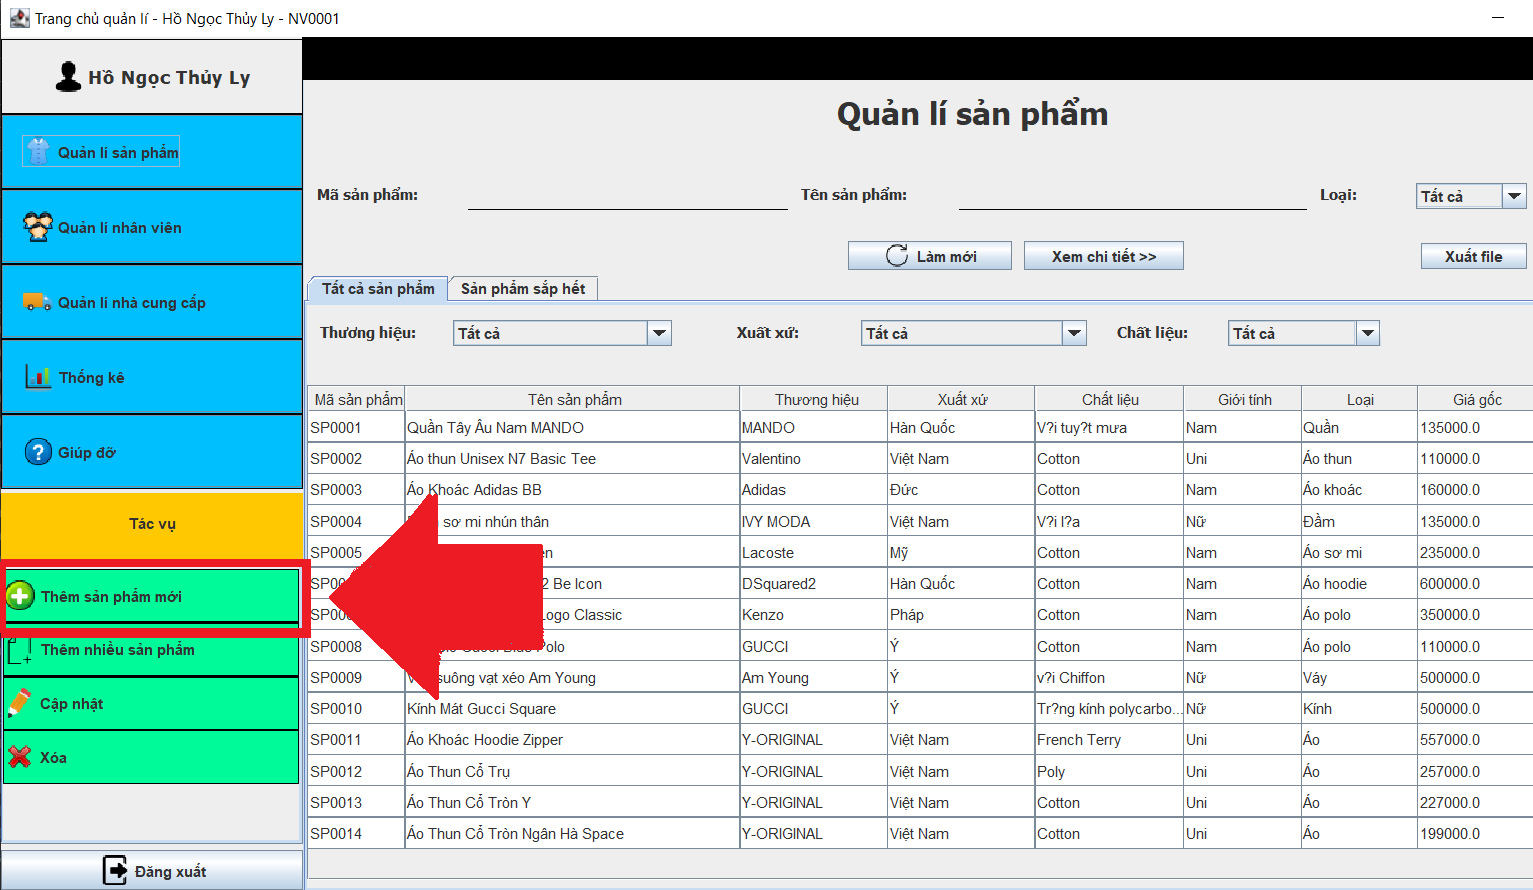 Trang chủ quản lí - Hồ Ngọc Thủy Ly - NV0001
Hồ Ngọc Thủy Ly
Quản lí sản phẩm
Quản lí nhân viên
Quản lí nhà cung cấp
Thống kê
Giúp đỡ
Tác vụ
Thêm sản phẩm mới
Thêm nhiều sản phẩm
Cập nhật
Xóa
Đăng xuất
Quản lí sản phẩm
Mã sản phẩm: Tên sản phẩm: Loại: Tất cả
Làm mới Xem chi tiết >> Xuất file
Tất cả sản phẩm Sản phẩm sắp hết
Thương hiệu: Tất cả Xuất xứ: Tất cả Chất liệu: Tất cả
Mã sản phẩm Tên sản phẩm Thương hiệu Xuất xứ Chất liệu Giới tính Loại Giá gốc
SP0001 Quần Tây Âu Nam MANDO MANDO Hàn Quốc V?i tuy?t mưa Nam Quần 135000.0
SP0002 Áo thun Unisex N7 Basic Tee Valentino Việt Nam Cotton Uni Áo thun 110000.0
SP0003 Áo Khoác Adidas BB Adidas Đức Cotton Nam Áo khoác 160000.0
SP0004 sơ mi nhún thân IVY MODA Việt Nam V?i l?a Nữ Đầm 135000.0
SP0005 Lacoste Mỹ Cotton Nam Áo sơ mi 235000.0
2 Be Icon DSquared2 Hàn Quốc Cotton Nam Áo hoodie 600000.0
Logo Classic Kenzo Pháp Cotton Nam Áo polo 350000.0
SP0008 Polo GUCCI Ý Cotton Nam Áo polo 110000.0
SP0009 suông vạt xéo Am Young Am Young Ý v?i Chiffon Nữ Váy 500000.0
SP0010 Kính Mát Gucci Square GUCCI Ý Tr?ng kính polycarbo... Nữ Kính 500000.0
SP0011 Áo Khoác Hoodie Zipper Y-ORIGINAL Việt Nam French Terry Uni Áo 557000.0
SP0012 Áo Thun Cổ Trụ Y-ORIGINAL Việt Nam Poly Uni Áo 257000.0
SP0013 Áo Thun Cổ Tròn Y Y-ORIGINAL Việt Nam Cotton Uni Áo 227000.0
SP0014 Áo Thun Cổ Tròn Ngân Hà Space Y-ORIGINAL Việt Nam Cotton Uni Áo 199000.0